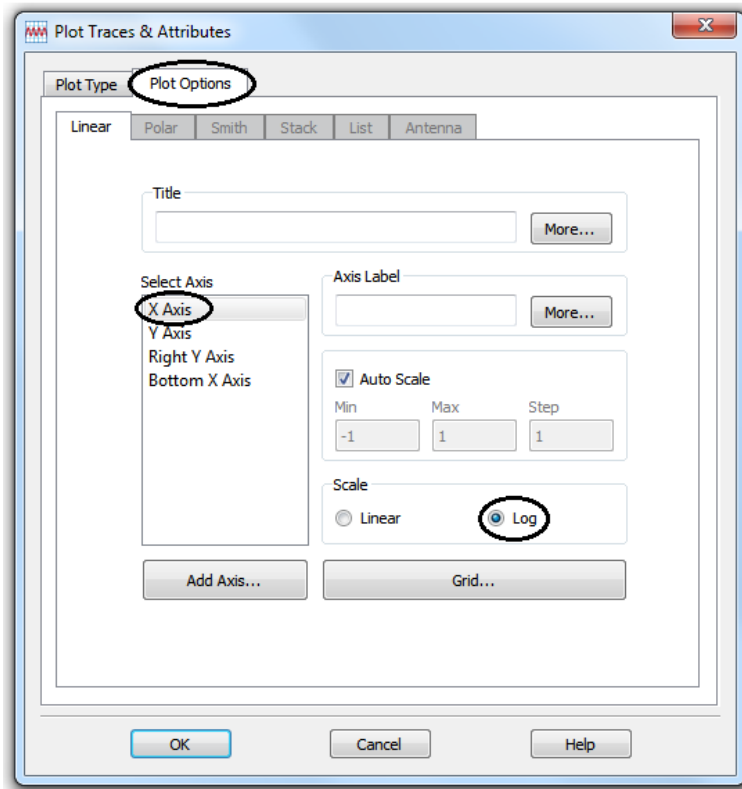 Plot Traces & Attributes
Plot Type Plot Options
Linear Polar Smith Stack List Antenna
Title
More...
Select Axis
X Axis
Y Axis
Right Y Axis
Bottom X Axis
Axis Label
More...
Auto Scale
Min Max Step
-1 1 1
Scale
Linear Log
Add Axis... Grid...
OK Cancel Help